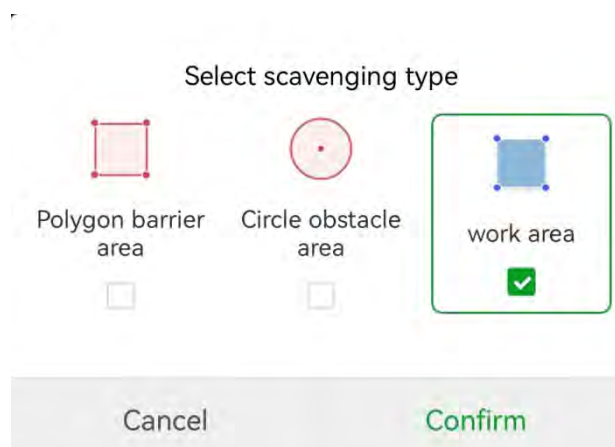 Select scavenging type
Polygon barrier
area
Circle obstacle
area
work area
Cancel
Confirm